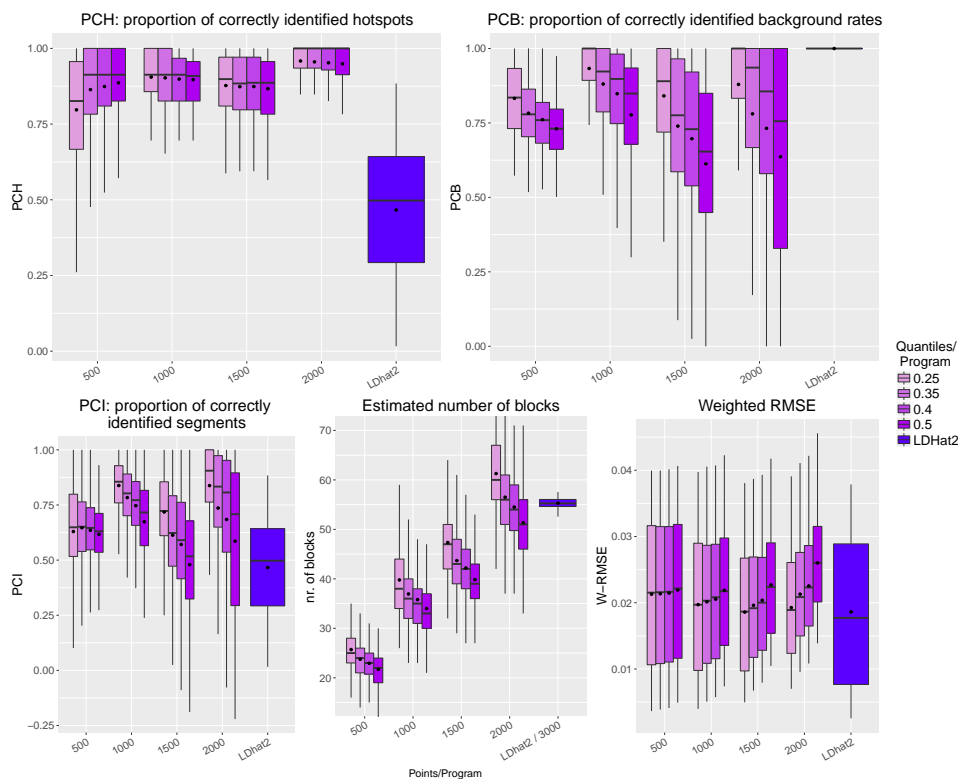 PCH: proportion of correctly identified hotspots
PCH
1.00
0.75
0.50
0.25
0.00
500
1000
1500
2000
LDhat2
PCB: proportion of correctly identified background rates
PCB
1.00
0.75
0.50
0.25
0.00
500
1000
1500
2000
LDhat2
Quantiles/
Program
0.25
0.35
0.4
0.5
LDHat2
PCI: proportion of correctly
identified segments
PCI
1.00
0.75
0.50
0.25
0.00
−0.25
500
1000
1500
2000
LDhat2
Estimated number of blocks
nr. of blocks
70
60
50
40
30
20
500
1000
1500
2000
LDhat2 / 3000
Points/Program
Weighted RMSE
W−RMSE
0.04
0.03
0.02
0.01
500
1000
1500
2000
LDhat2